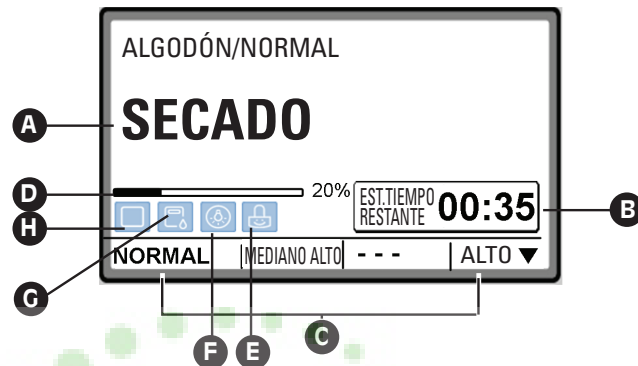 ALGODÓN/NORMAL
A
SECADO
D
20%
EST.TIEMPO
RESTANTE
00:35
B
H
NORMAL
MEDIANO ALTO
- - -
ALTO ▼
G
F
E
C